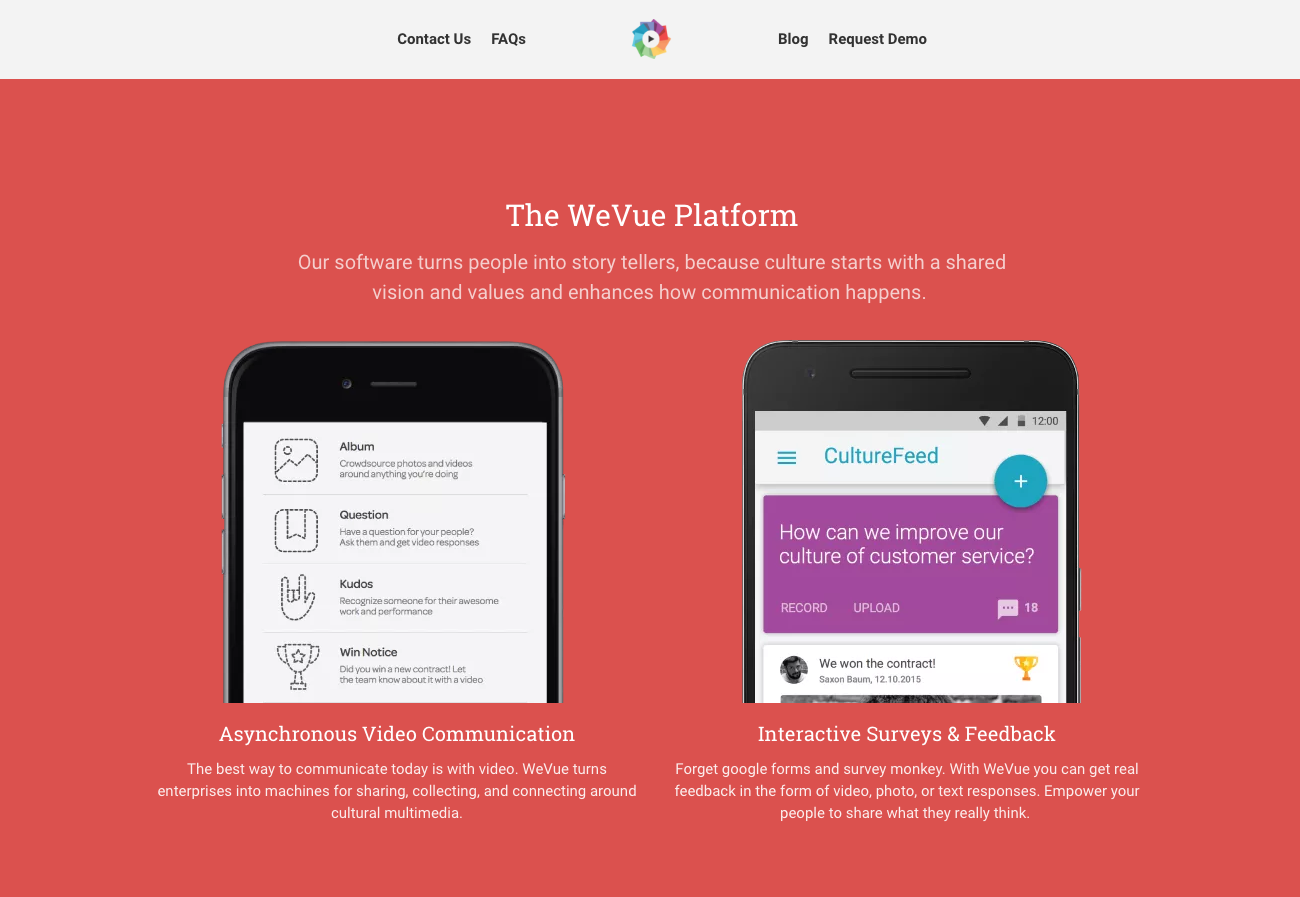 Contact Us FAQs Blog Request Demo
The WeVue Platform
Our software turns people into story tellers, because culture starts with a shared
vision and values and enhances how communication happens.
Album
Crowdsource photos and videos
around anything you're doing
Question
Have a question for your people?
Ask them and get video responses
Kudos
Recognize someone for their awesome
work and performance
Win Notice
Did you win a new contract! Let
the team know about it with a video
12:00
CultureFeed
+
How can we improve our
culture of customer service?
RECORD UPLOAD 18
We won the contract!
Saxon Baum, 12.10.2015
Asynchronous Video Communication
The best way to communicate today is with video. WeVue turns
enterprises into machines for sharing, collecting, and connecting around
cultural multimedia.
Interactive Surveys & Feedback
Forget google forms and survey monkey. With WeVue you can get real
feedback in the form of video, photo, or text responses. Empower your
people to share what they really think.